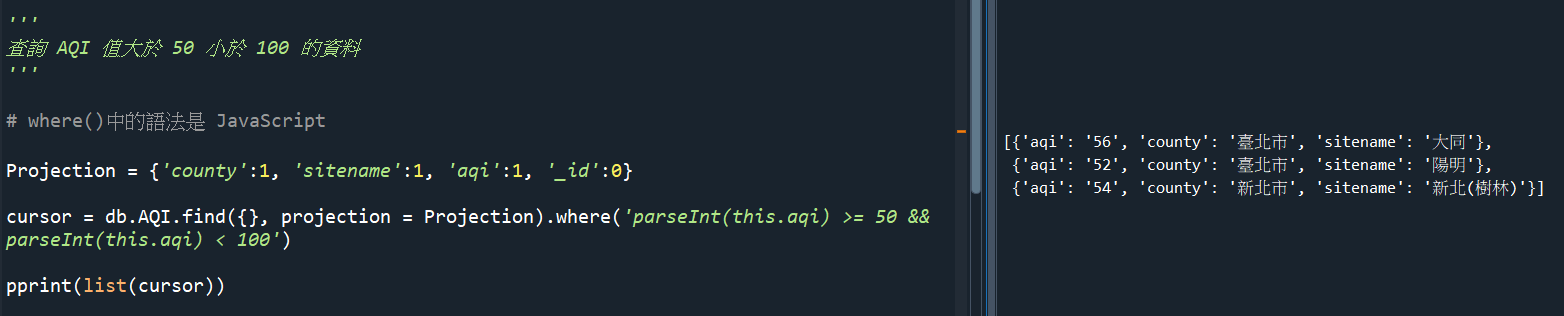 '''
查詢 AQI 值大於 50 小於 100 的資料
'''
# where()中的語法是 JavaScript
Projection = {'county':1, 'sitename':1, 'aqi':1, '_id':0}
cursor = db.AQI.find({}, projection = Projection).where('parseInt(this.aqi) >= 50 &&
parseInt(this.aqi) < 100')
pprint(list(cursor))
[{'aqi': '56', 'county': '臺北市', 'sitename': '大同'},
{'aqi': '52', 'county': '臺北市', 'sitename': '陽明'},
{'aqi': '54', 'county': '新北市', 'sitename': '新北(樹林)'}]